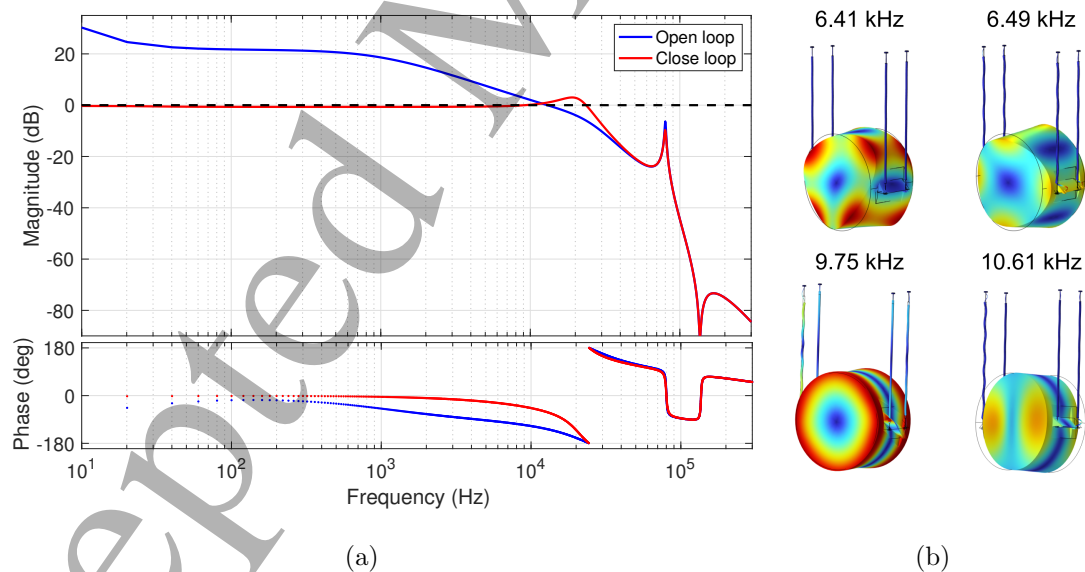 6.41 kHz
6.49 kHz
Open loop
Close loop
20
0
-20
-40
-60
-80
Magnitude (dB)
9.75 kHz
10.61 kHz
180
0
-180
Phase (deg)
10^1
10^2
10^3
10^4
10^5
Frequency (Hz)
(a)
(b)